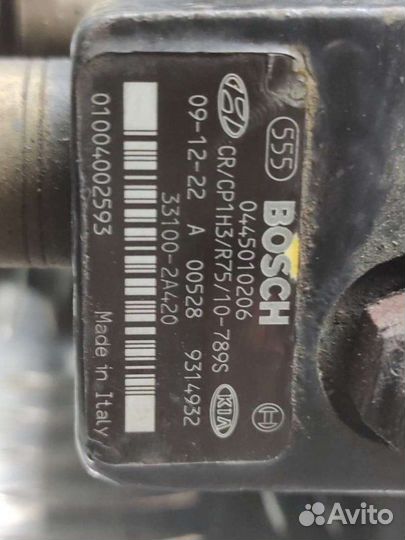 555 BOSCH
0445010206
CR/CP1H3/R75/10-789S
KIA
09-12-22 A 00528 9314932
33100-2A420
01004002593
Made in Italy
Avito